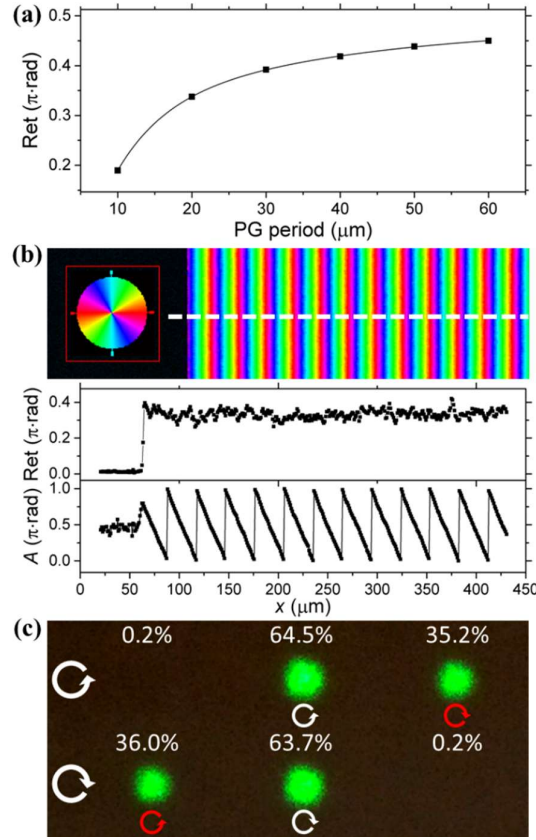 (a)
0.5
0.4
0.3
0.2
Ret (π·rad)
10 20 30 40 50 60
PG period (μm)
(b)
0.4
0.2
0.0
Ret (π·rad)
1.0
0.5
0.0
A (π·rad)
0 50 100 150 200 250 300 350 400 450
x (μm)
(c)
0.2% 64.5% 35.2%
36.0% 63.7% 0.2%